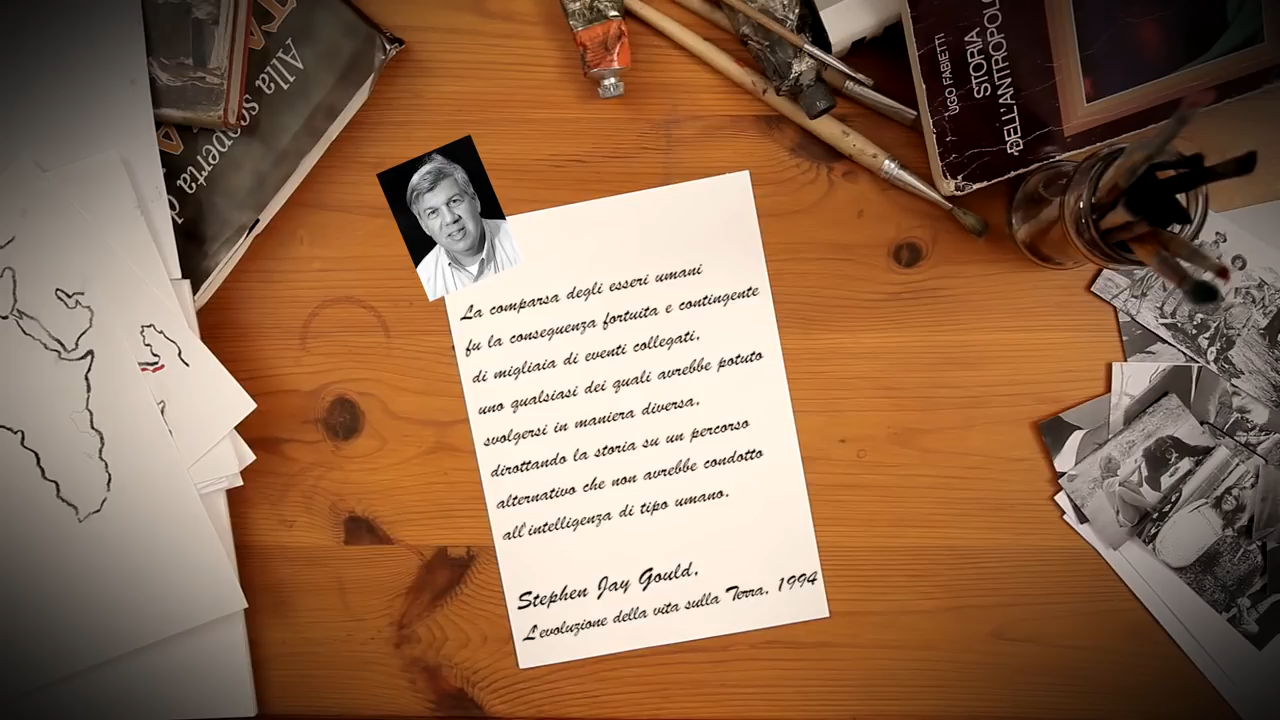 Alla scoperta d
UGO FABIETTI
STORIA
DELL'ANTROPOLO
La comparsa degli esseri umani
fu la conseguenza fortuita e contingente
di migliaia di eventi collegati,
uno qualsiasi dei quali avrebbe potuto
svolgersi in maniera diversa,
dirottando la storia su un percorso
alternativo che non avrebbe condotto
all'intelligenza di tipo umano.
Stephen Jay Gould,
L'evoluzione della vita sulla Terra, 1994